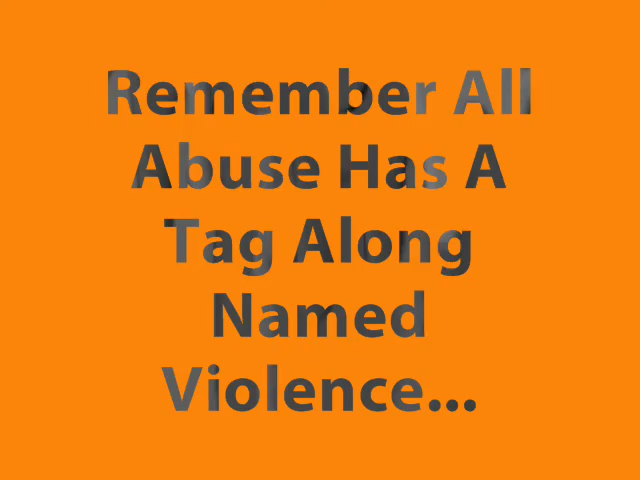 Remember All
Abuse Has A
Tag Along
Named
Violence...